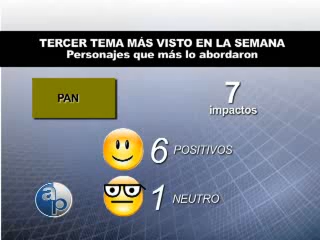 TERCER TEMA MÁS VISTO EN LA SEMANA
Personajes que más lo abordaron
PAN
7
impactos
6 POSITIVOS
1 NEUTRO
ap